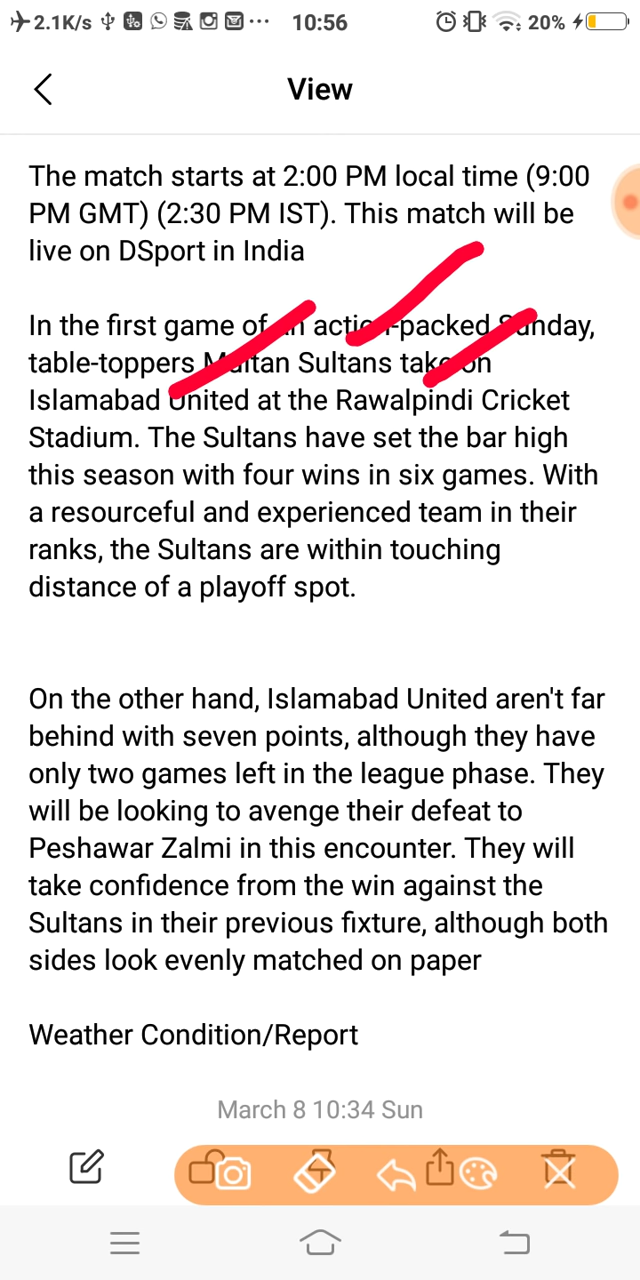 2.1K/s
10:56
20%
View
The match starts at 2:00 PM local time (9:00
PM GMT) (2:30 PM IST). This match will be
live on DSport in India
In the first game of an action-packed Sunday,
table-toppers Multan Sultans take on
Islamabad United at the Rawalpindi Cricket
Stadium. The Sultans have set the bar high
this season with four wins in six games. With
a resourceful and experienced team in their
ranks, the Sultans are within touching
distance of a playoff spot.
On the other hand, Islamabad United aren't far
behind with seven points, although they have
only two games left in the league phase. They
will be looking to avenge their defeat to
Peshawar Zalmi in this encounter. They will
take confidence from the win against the
Sultans in their previous fixture, although both
sides look evenly matched on paper
Weather Condition/Report
March 8 10:34 Sun